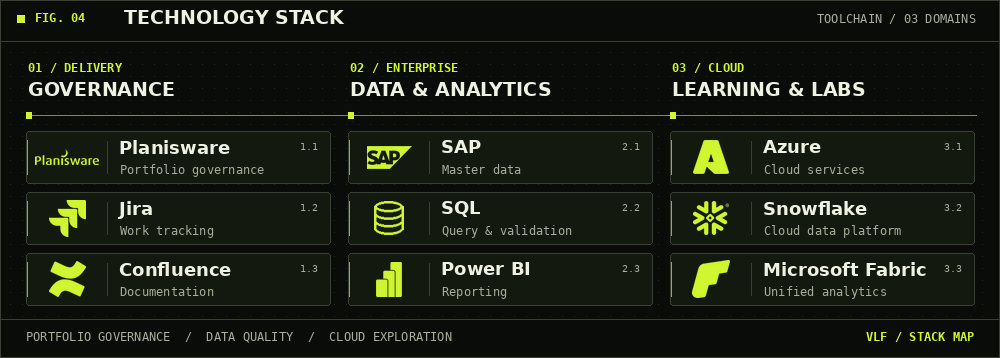 FIG. 04 TECHNOLOGY STACK TOOLCHAIN / 03 DOMAINS
01 / DELIVERY
GOVERNANCE
Planisware Planisware 1.1
Portfolio governance
Jira 1.2
Work tracking
Confluence 1.3
Documentation
02 / ENTERPRISE
DATA & ANALYTICS
SAP SAP 2.1
Master data
SQL 2.2
Query & validation
Power BI 2.3
Reporting
03 / CLOUD
LEARNING & LABS
Azure 3.1
Cloud services
Snowflake 3.2
Cloud data platform
Microsoft Fabric 3.3
Unified analytics
PORTFOLIO GOVERNANCE / DATA QUALITY / CLOUD EXPLORATION VLF / STACK MAP